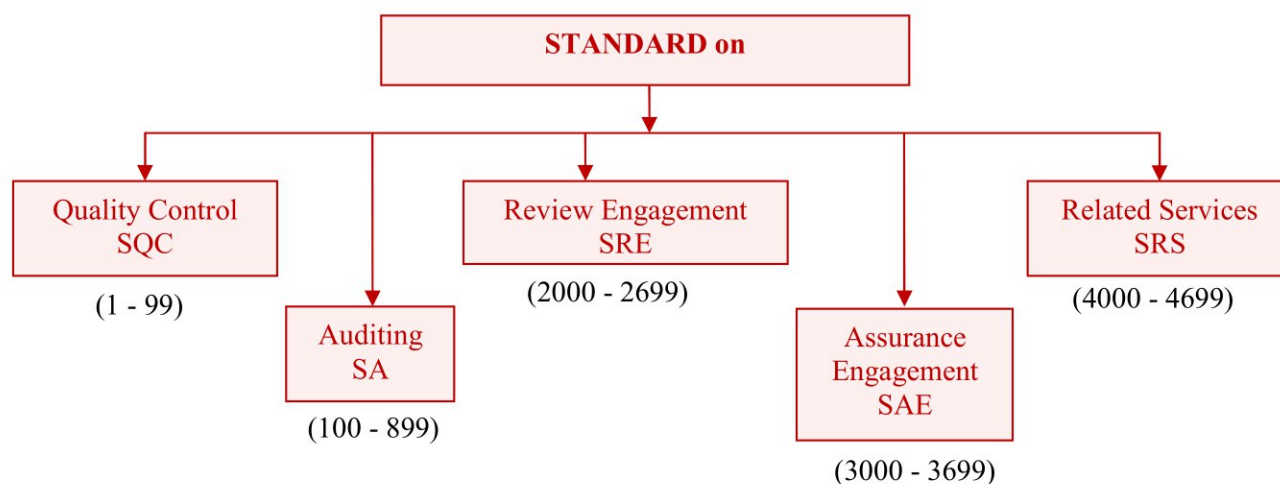 STANDARD on
Quality Control
SQC
(1 - 99)
Auditing
SA
(100 - 899)
Review Engagement
SRE
(2000 - 2699)
Assurance
Engagement
SAE
(3000 - 3699)
Related Services
SRS
(4000 - 4699)